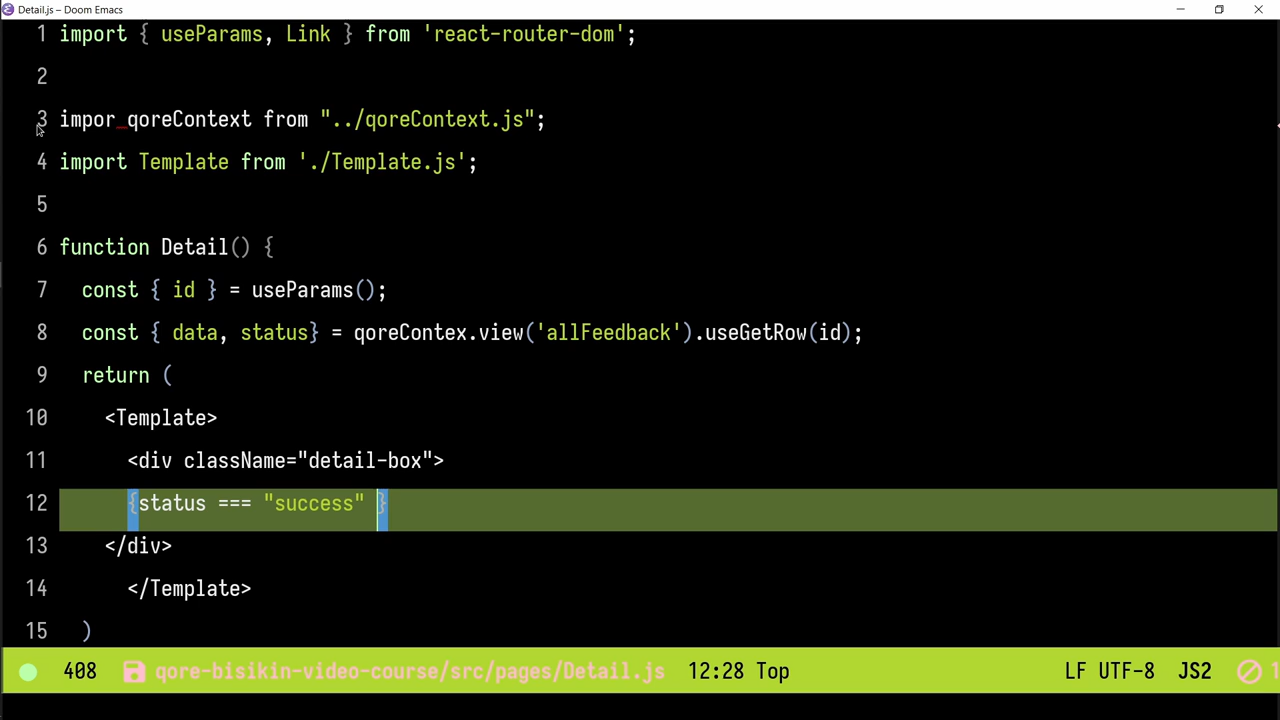 Detail.js – Doom Emacs
1 import { useParams, Link } from 'react-router-dom';
2
3 impor_qoreContext from "../qoreContext.js";
4 import Template from './Template.js';
5
6 function Detail() {
7 const { id } = useParams();
8 const { data, status} = qoreContex.view('allFeedback').useGetRow(id);
9 return (
10 <Template>
11 <div className="detail-box">
12 {status === "success" }
13 </div>
14 </Template>
15 )
408 qore-bisikin-video-course/src/pages/Detail.js 12:28 Top LF UTF-8 JS2 1